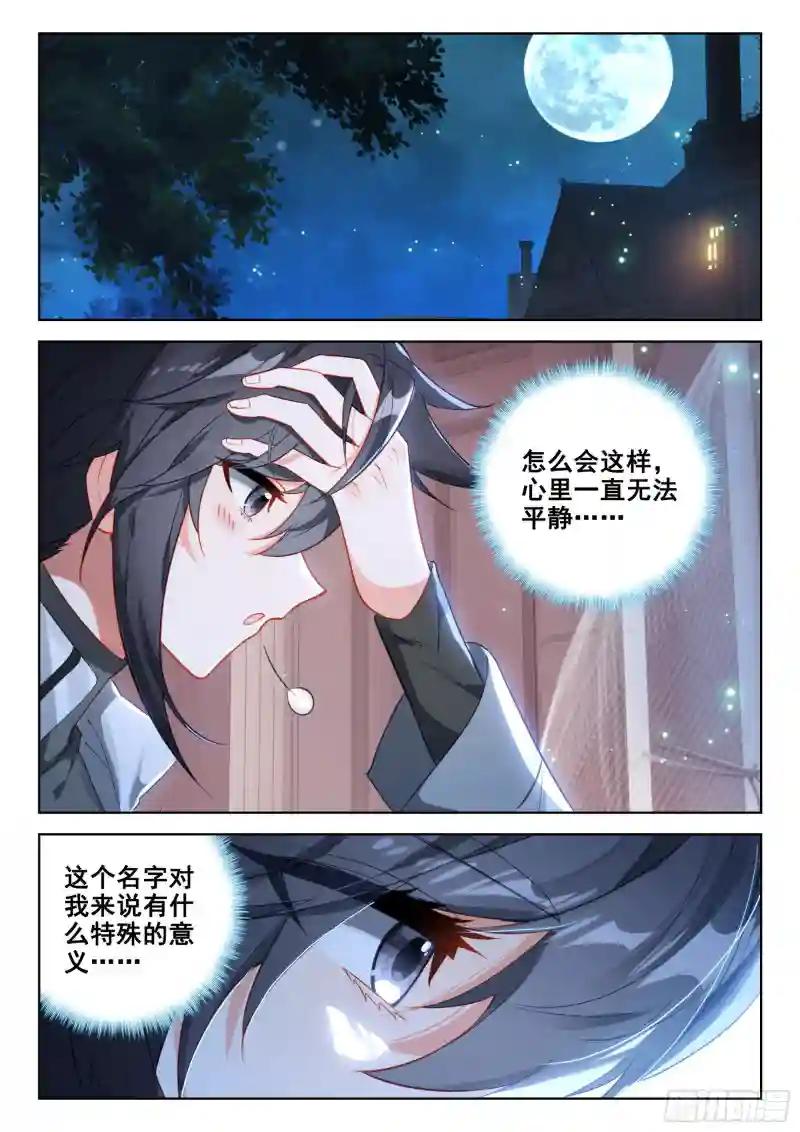 怎么会这样，
心里一直无法
平静……
这个名字对
我来说有什
么特殊的意
义……